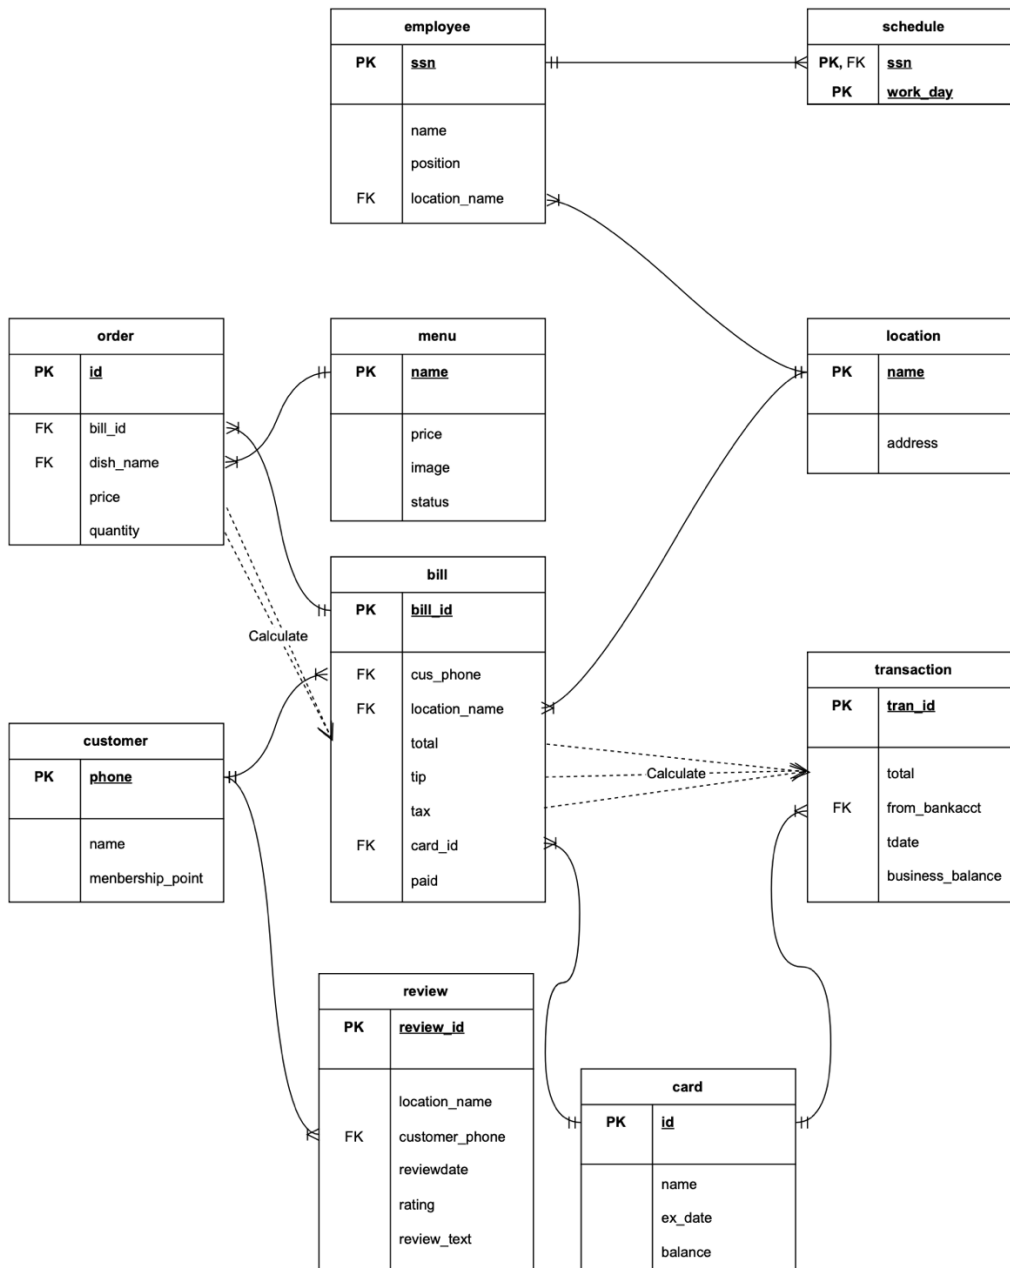 employee
PK ssn
name
position
FK location_name
schedule
PK, FK ssn
PK work_day
order
PK id
FK bill_id
FK dish_name
price
quantity
menu
PK name
price
image
status
location
PK name
address
Calculate
bill
PK bill_id
FK cus_phone
FK location_name
total
tip
tax
FK card_id
paid
Calculate
transaction
PK tran_id
total
FK from_bankacct
tdate
business_balance
customer
PK phone
name
menbership_point
review
PK review_id
location_name
FK customer_phone
reviewdate
rating
review_text
card
PK id
name
ex_date
balance